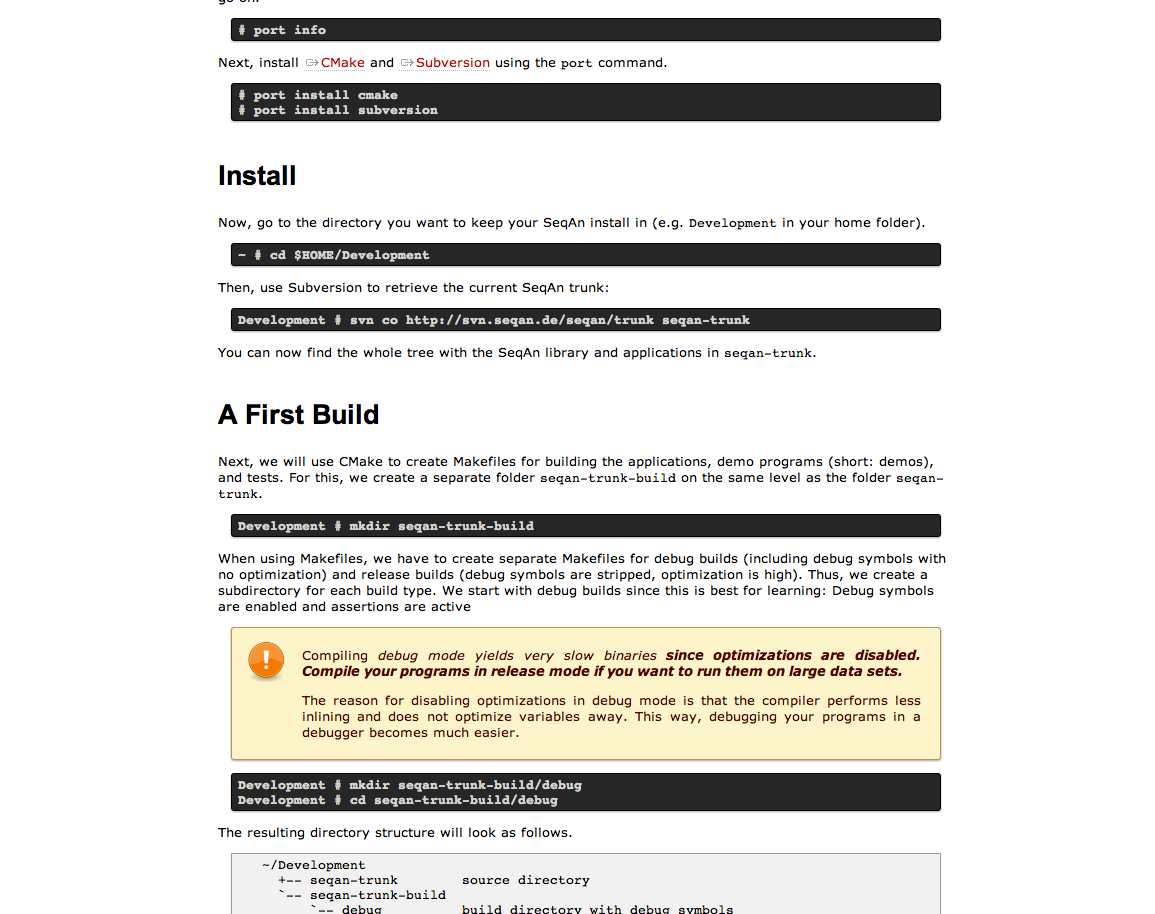 go on.
# port info
Next, install CMake and Subversion using the port command.
# port install cmake
# port install subversion
Install
Now, go to the directory you want to keep your SeqAn install in (e.g. Development in your home folder).
~ # cd $HOME/Development
Then, use Subversion to retrieve the current SeqAn trunk:
Development # svn co http://svn.seqan.de/seqan/trunk seqan-trunk
You can now find the whole tree with the SeqAn library and applications in seqan-trunk.
A First Build
Next, we will use CMake to create Makefiles for building the applications, demo programs (short: demos),
and tests. For this, we create a separate folder seqan-trunk-build on the same level as the folder seqan-
trunk.
Development # mkdir seqan-trunk-build
When using Makefiles, we have to create separate Makefiles for debug builds (including debug symbols with
no optimization) and release builds (debug symbols are stripped, optimization is high). Thus, we create a
subdirectory for each build type. We start with debug builds since this is best for learning: Debug symbols
are enabled and assertions are active
Compiling debug mode yields very slow binaries since optimizations are disabled.
Compile your programs in release mode if you want to run them on large data sets.
The reason for disabling optimizations in debug mode is that the compiler performs less
inlining and does not optimize variables away. This way, debugging your programs in a
debugger becomes much easier.
Development # mkdir seqan-trunk-build/debug
Development # cd seqan-trunk-build/debug
The resulting directory structure will look as follows.
~/Development
+-- seqan-trunk source directory
`-- seqan-trunk-build
`-- debug build directory with debug symbols